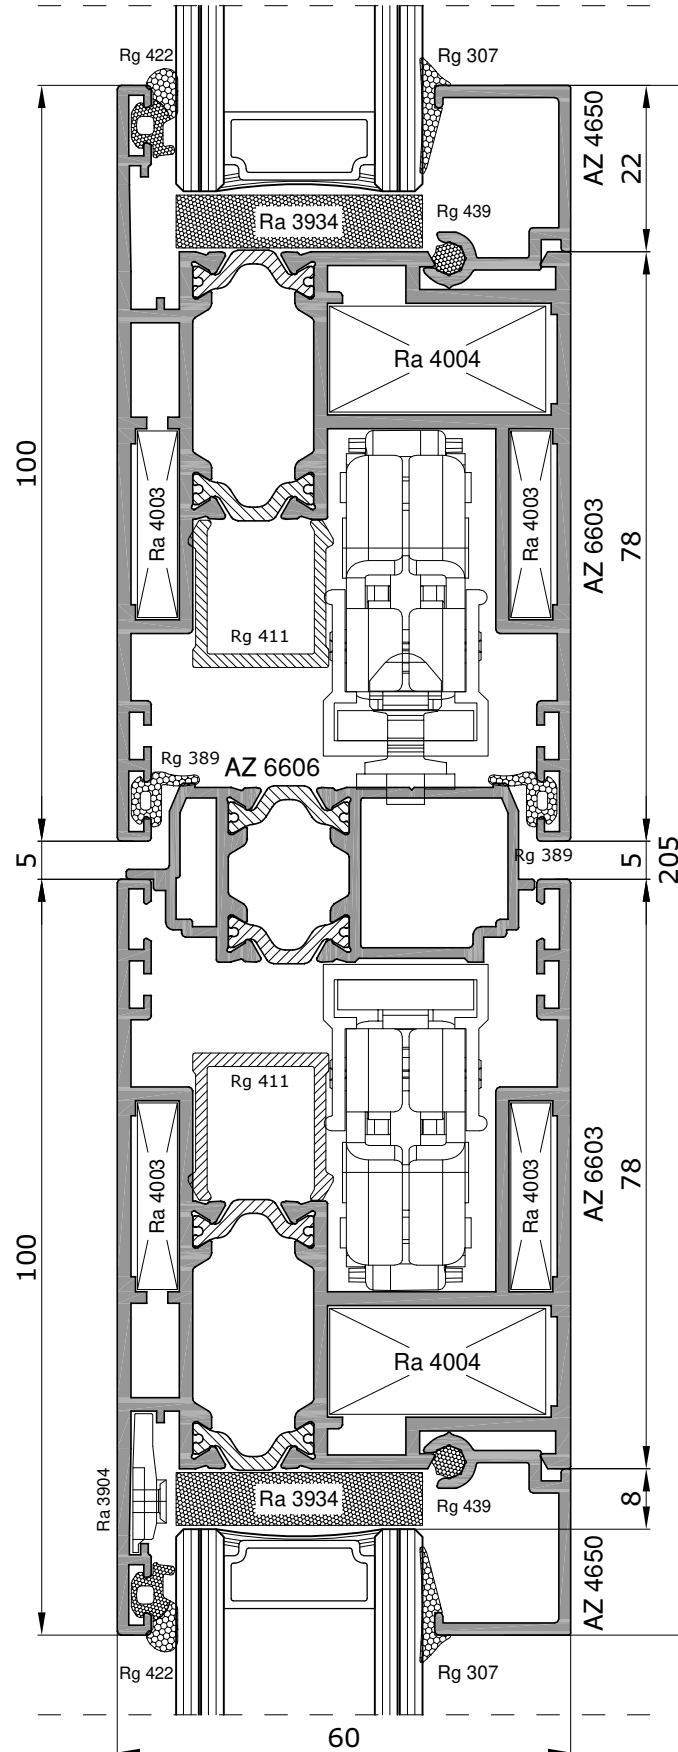 Rg 422
Rg 307
AZ 4650
22
Ra 3934
Rg 439
Ra 4004
100
Ra 4003
Ra 4003
AZ 6603
78
Rg 411
Rg 389
AZ 6606
5
Rg 389
5
205
Rg 411
Ra 4003
Ra 4003
AZ 6603
78
100
Ra 4004
Ra 3904
Ra 3934
Rg 439
8
AZ 4650
Rg 422
Rg 307
60